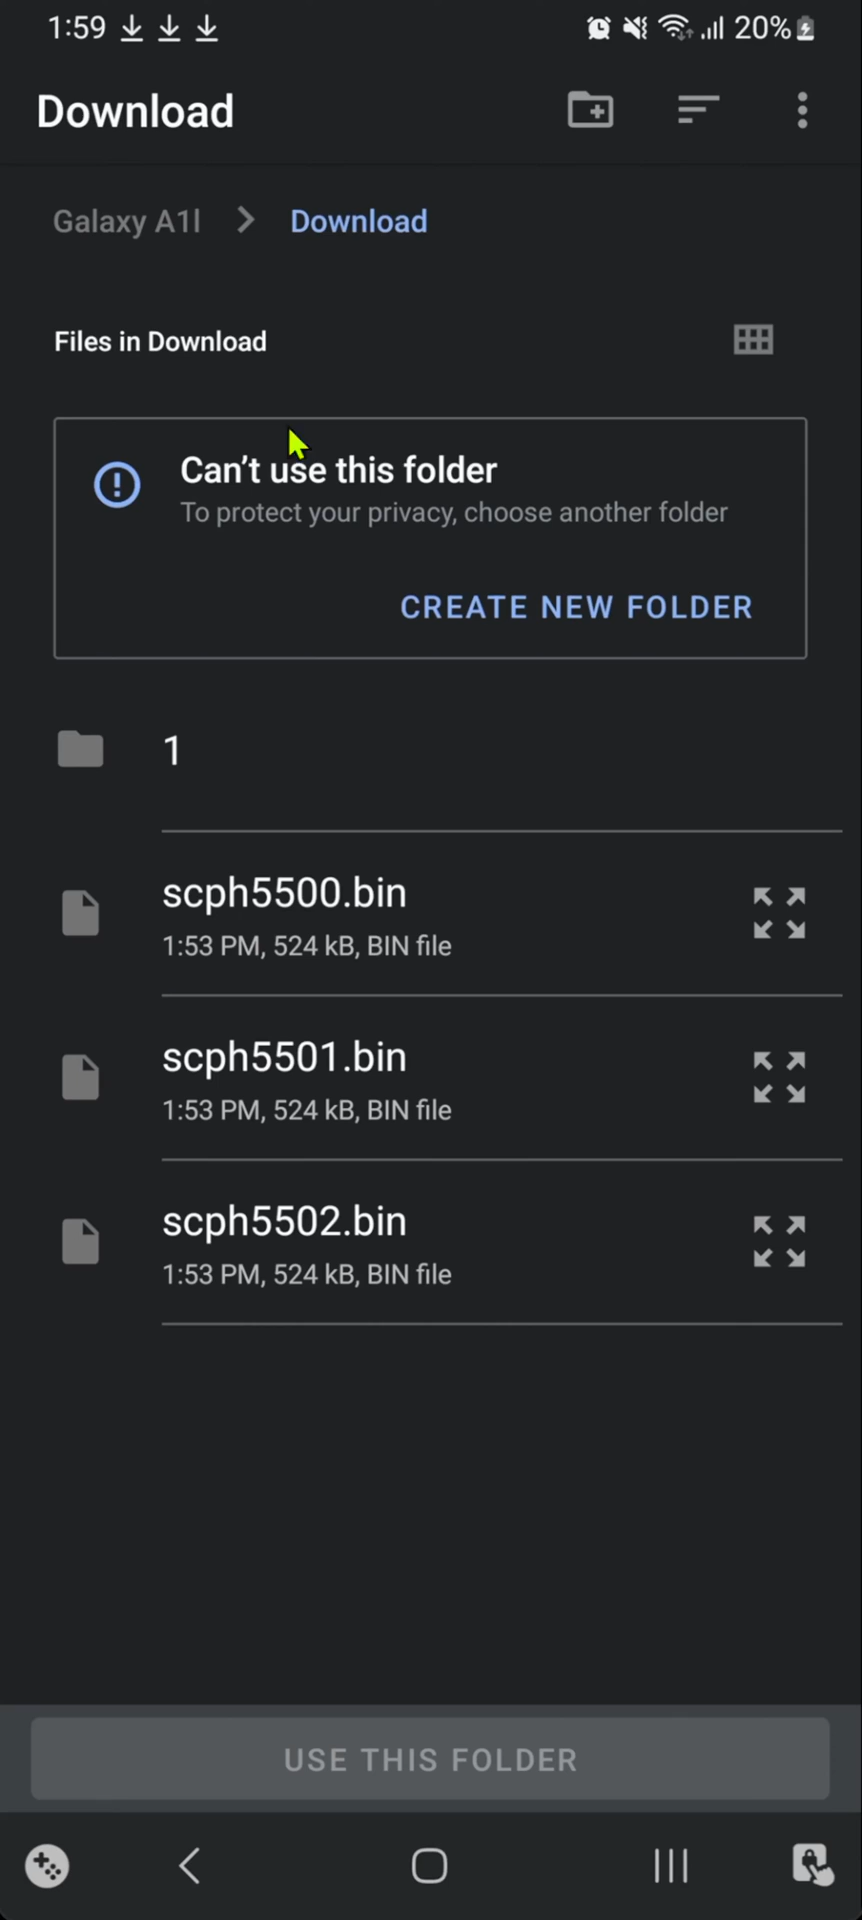 1:59 20%
Download
Galaxy A1l Download
Files in Download
Can't use this folder
To protect your privacy, choose another folder
CREATE NEW FOLDER
1
scph5500.bin
1:53 PM, 524 kB, BIN file
scph5501.bin
1:53 PM, 524 kB, BIN file
scph5502.bin
1:53 PM, 524 kB, BIN file
USE THIS FOLDER